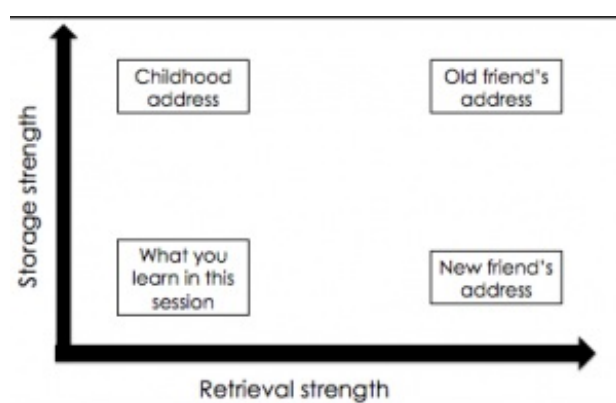 Childhood
address
Old friend's
address
Storage strength
What you
learn in this
session
New friend's
address
Retrieval strength